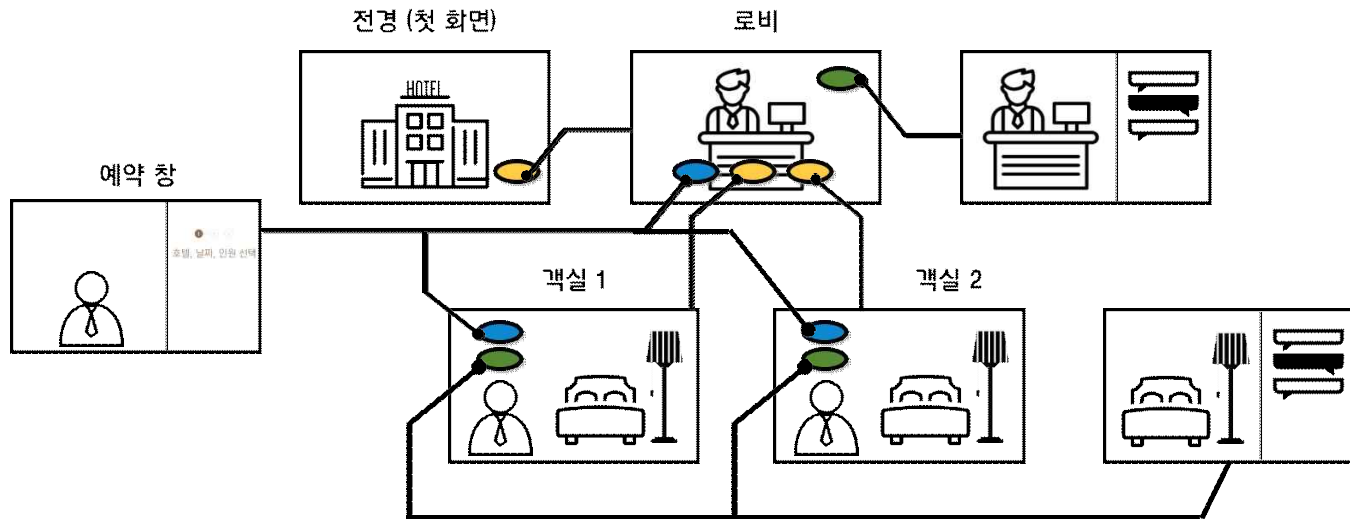 전경 (첫 화면)
로비
HOTEL
예약 창
호텔, 날짜, 인원 선택
객실 1
객실 2